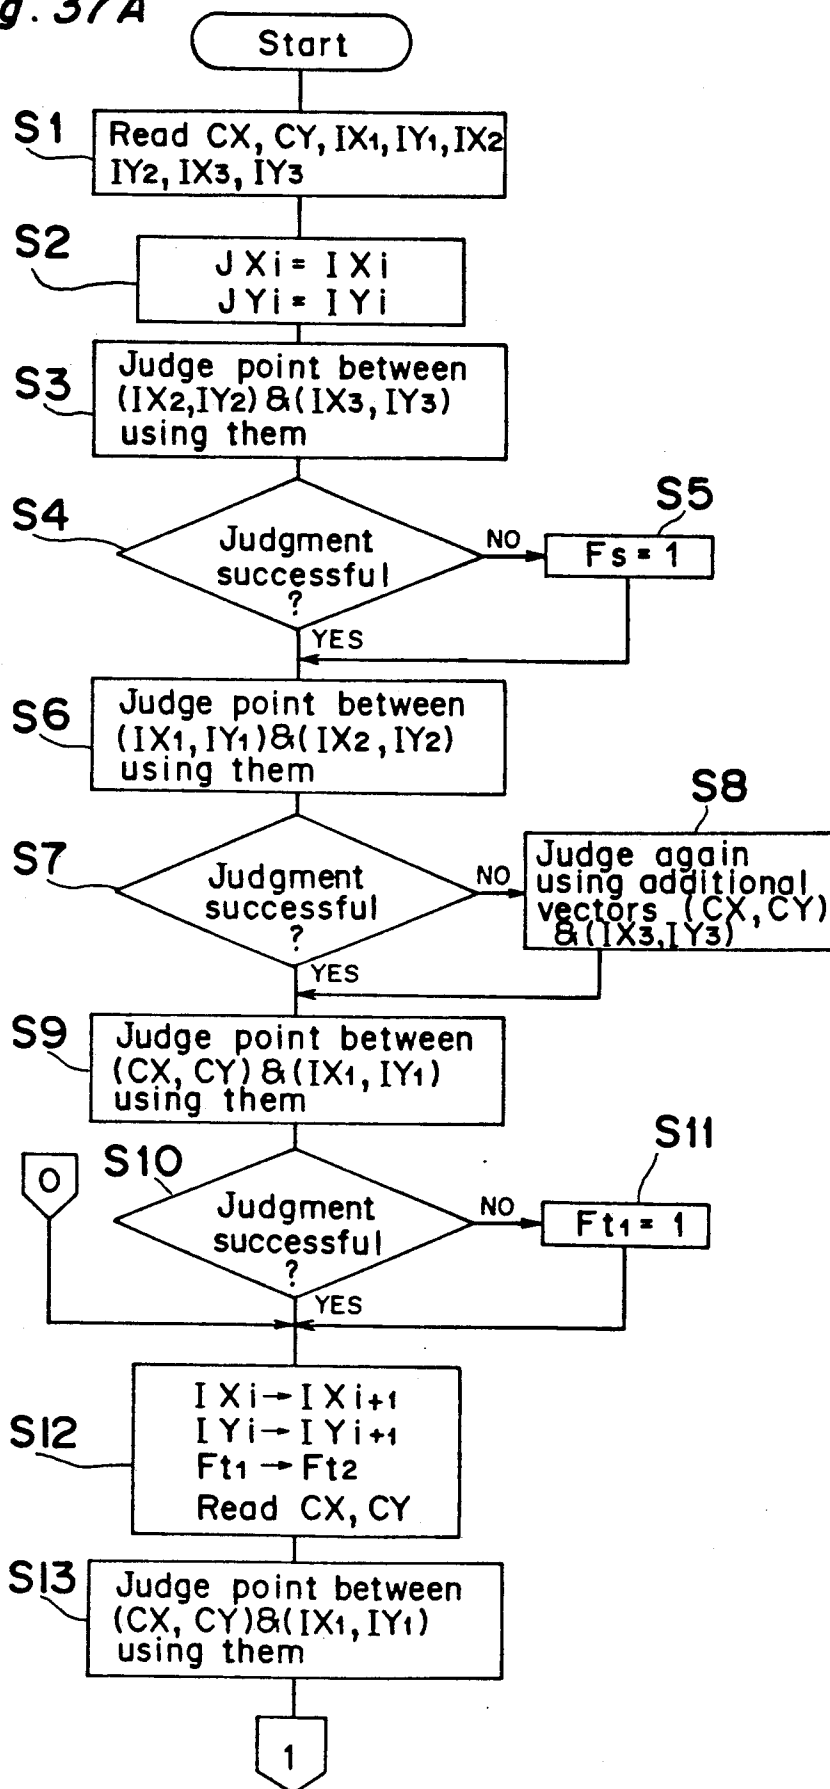 g. 37A
Start
S1
Read CX, CY, IX1, IY1, IX2
IY2, IX3, IY3
S2
JXi = IXi
JYi = IYi
S3
Judge point between
(IX2,IY2)&(IX3, IY3)
using them
S4
Judgment
successful
?
NO
S5
Fs = 1
YES
S6
Judge point between
(IX1, IY1)&(IX2, IY2)
using them
S7
Judgment
successful
?
NO
S8
Judge again
using additional
vectors (CX, CY)
&(IX3,IY3)
YES
S9
Judge point between
(CX, CY)&(IX1, IY1)
using them
0
S10
Judgment
successful
?
NO
S11
Ft1 = 1
YES
S12
IXi→IXi+1
IYi→IYi+1
Ft1→Ft2
Read CX, CY
S13
Judge point between
(CX, CY)&(IX1, IY1)
using them
1